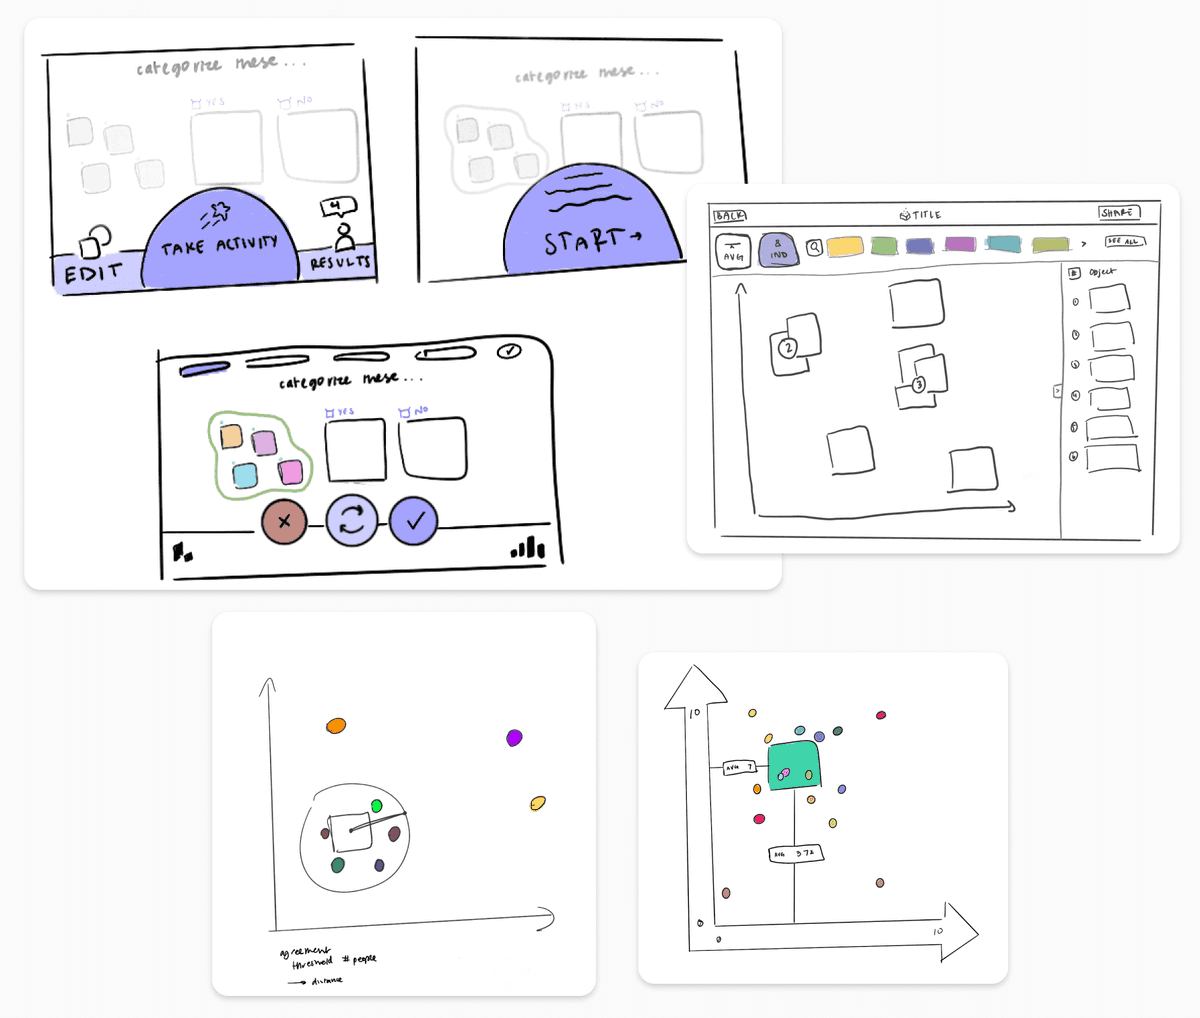 categorize these...
YES
NO
4
EDIT
TAKE ACTIVITY
RESULTS
categorize these...
YES
NO
START→
categorize these...
YES
NO
BACK
TITLE
SHARE
AVG
8
IND
SEE ALL
Object
2
3
10
AVG 7
AVG 3.72
0
0
10
agreement
threshold # people
→ distance